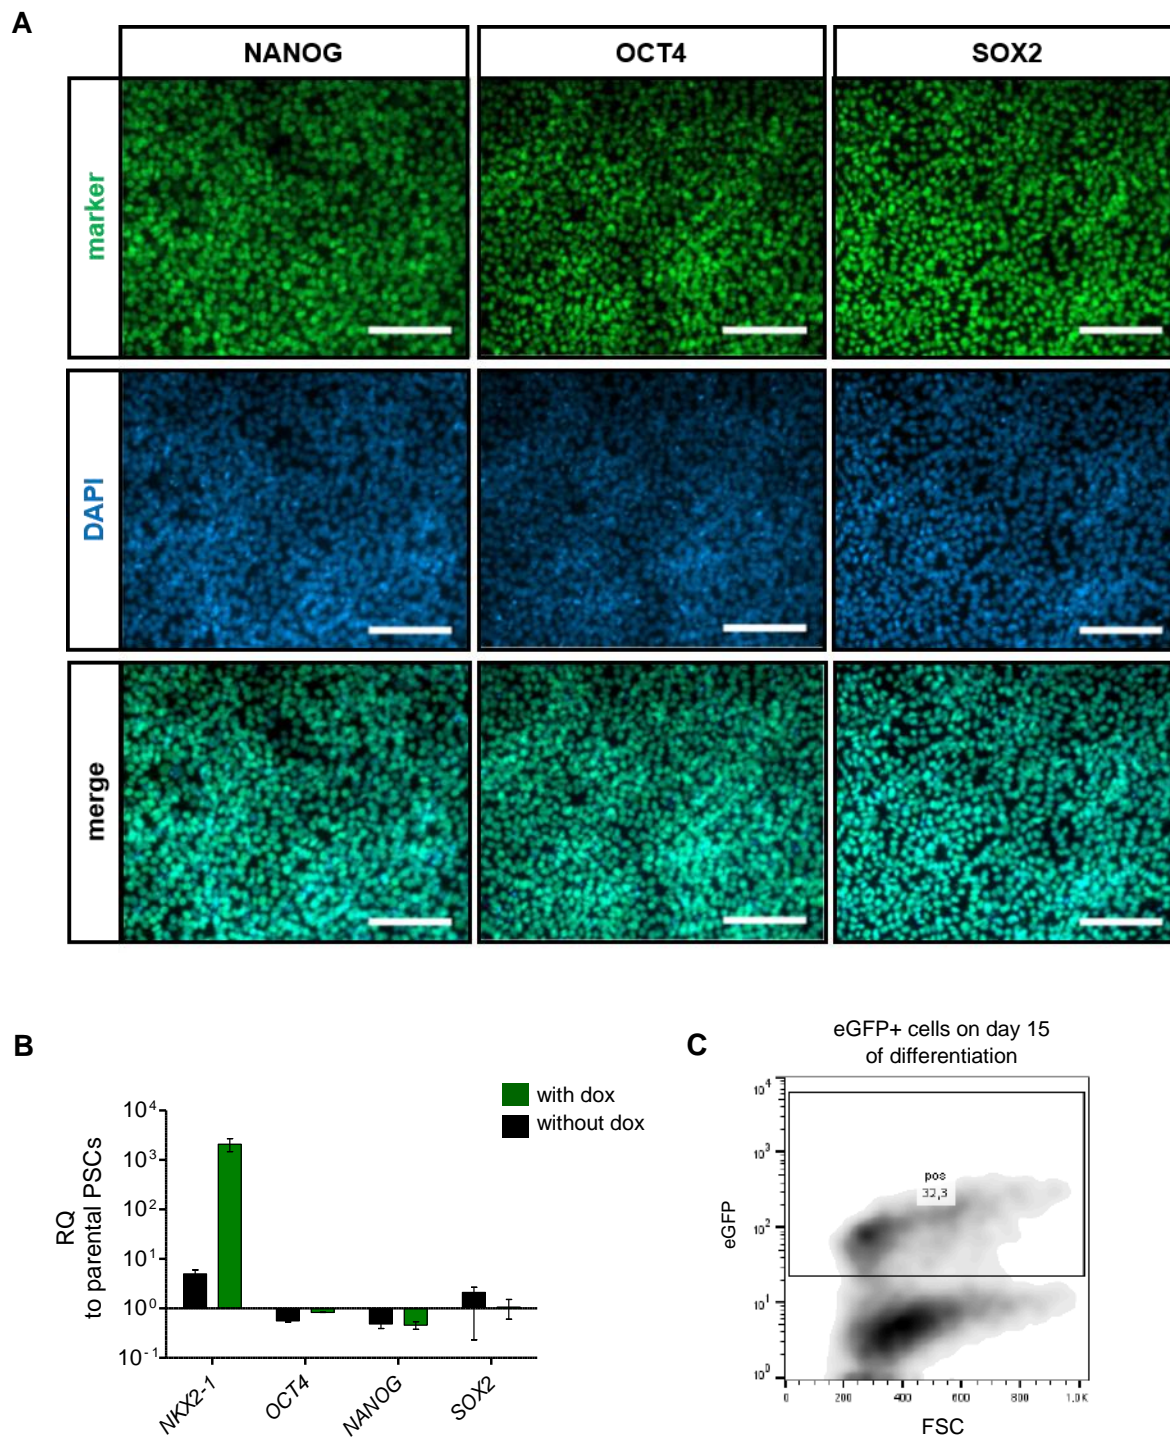 A
NANOG
OCT4
SOX2
marker
DAPI
merge
B
with dox
without dox
RQ
to parental PSCs
10⁴
10³
10²
10¹
10⁰
10⁻¹
NKX2-1
OCT4
NANOG
SOX2
C
eGFP+ cells on day 15
of differentiation
eGFP
10⁴
10³
10²
10¹
10⁰
pos
32,3
0
200
400
600
800
1,0K
FSC